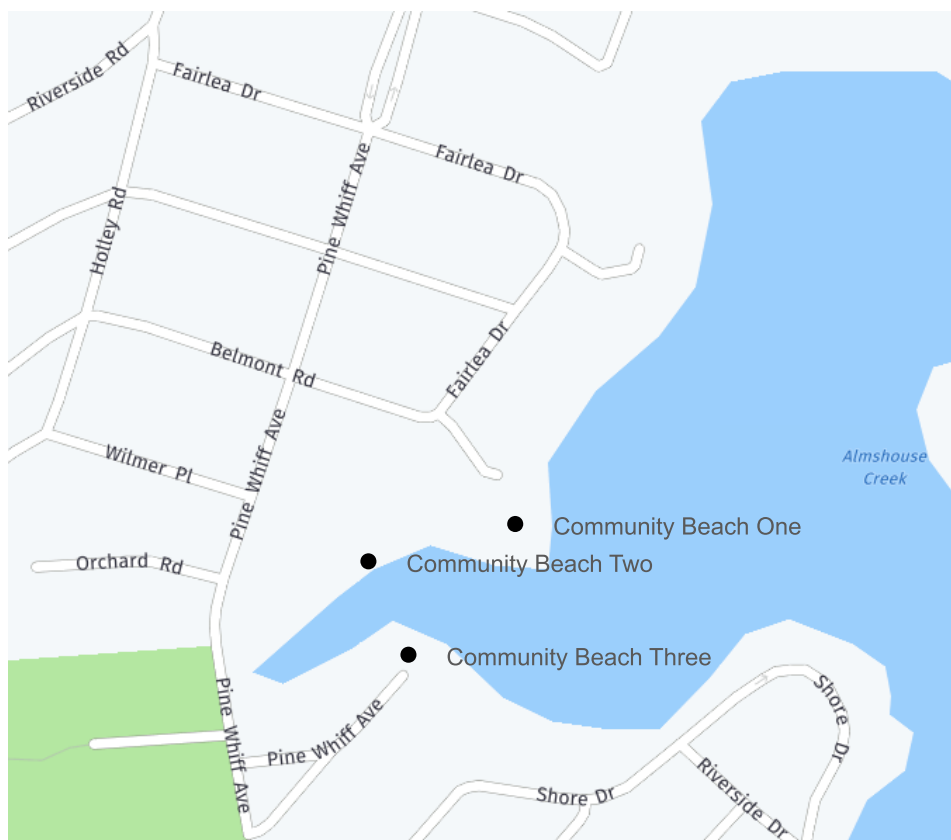 Riverside Rd
Fairlea Dr
Fairlea Dr
Pine Whiff Ave
Holley Rd
Fairlea Dr
Belmont Rd
Pine Whiff Ave
Wilmer Pl
Almshouse
Creek
Community Beach One
Orchard Rd
Community Beach Two
Community Beach Three
Pine Whiff Ave
Pine Whiff Ave
Shore Dr
Shore Dr
Riverside Dr